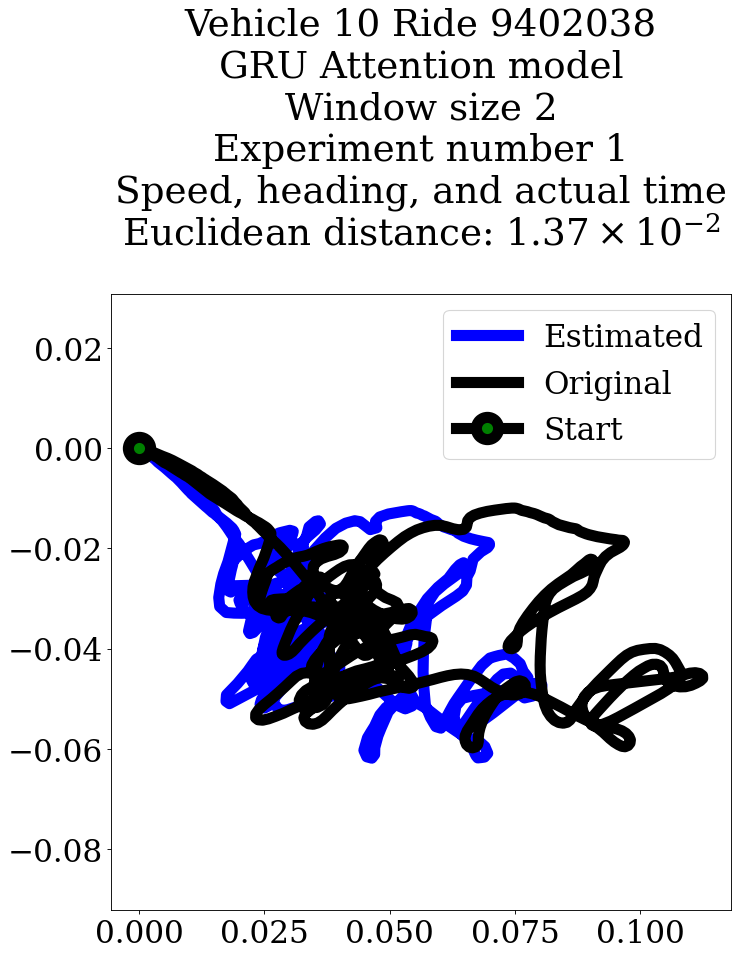 Vehicle 10 Ride 9402038
GRU Attention model
Window size 2
Experiment number 1
Speed, heading, and actual time
Euclidean distance: 1.37 × 10⁻²
Estimated
Original
Start
0.02
0.00
−0.02
−0.04
−0.06
−0.08
0.000 0.025 0.050 0.075 0.100